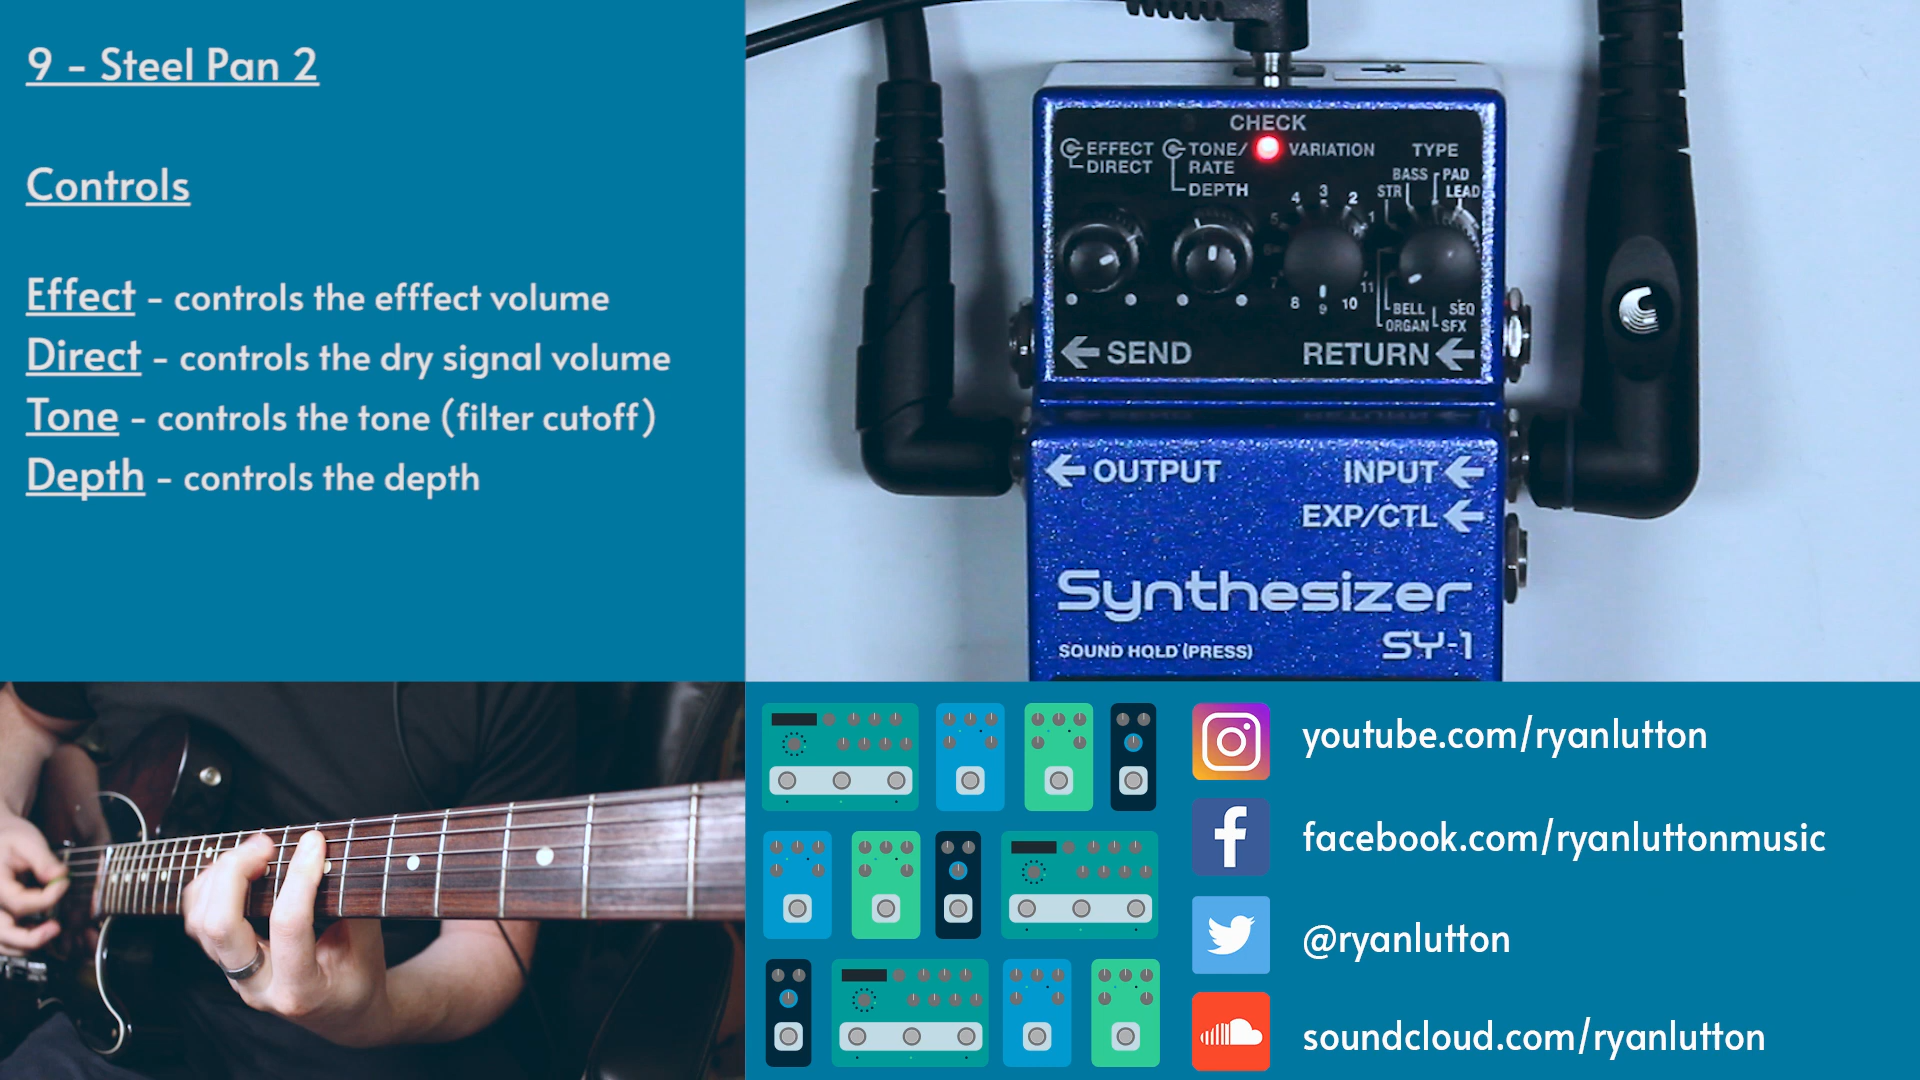 9 - Steel Pan 2
Controls
Effect - controls the efffect volume
Direct - controls the dry signal volume
Tone - controls the tone (filter cutoff)
Depth - controls the depth
CHECK
EFFECT
DIRECT
TONE/
RATE
DEPTH
VARIATION
TYPE
BASS
PAD
STR
LEAD
4 3 2
5 1
6
7 11
8 9 10
BELL
SEQ
ORGAN
SFX
SEND
RETURN
OUTPUT
INPUT
EXP/CTL
Synthesizer
SY-1
SOUND HOLD (PRESS)
youtube.com/ryanlutton
facebook.com/ryanluttonmusic
@ryanlutton
soundcloud.com/ryanlutton